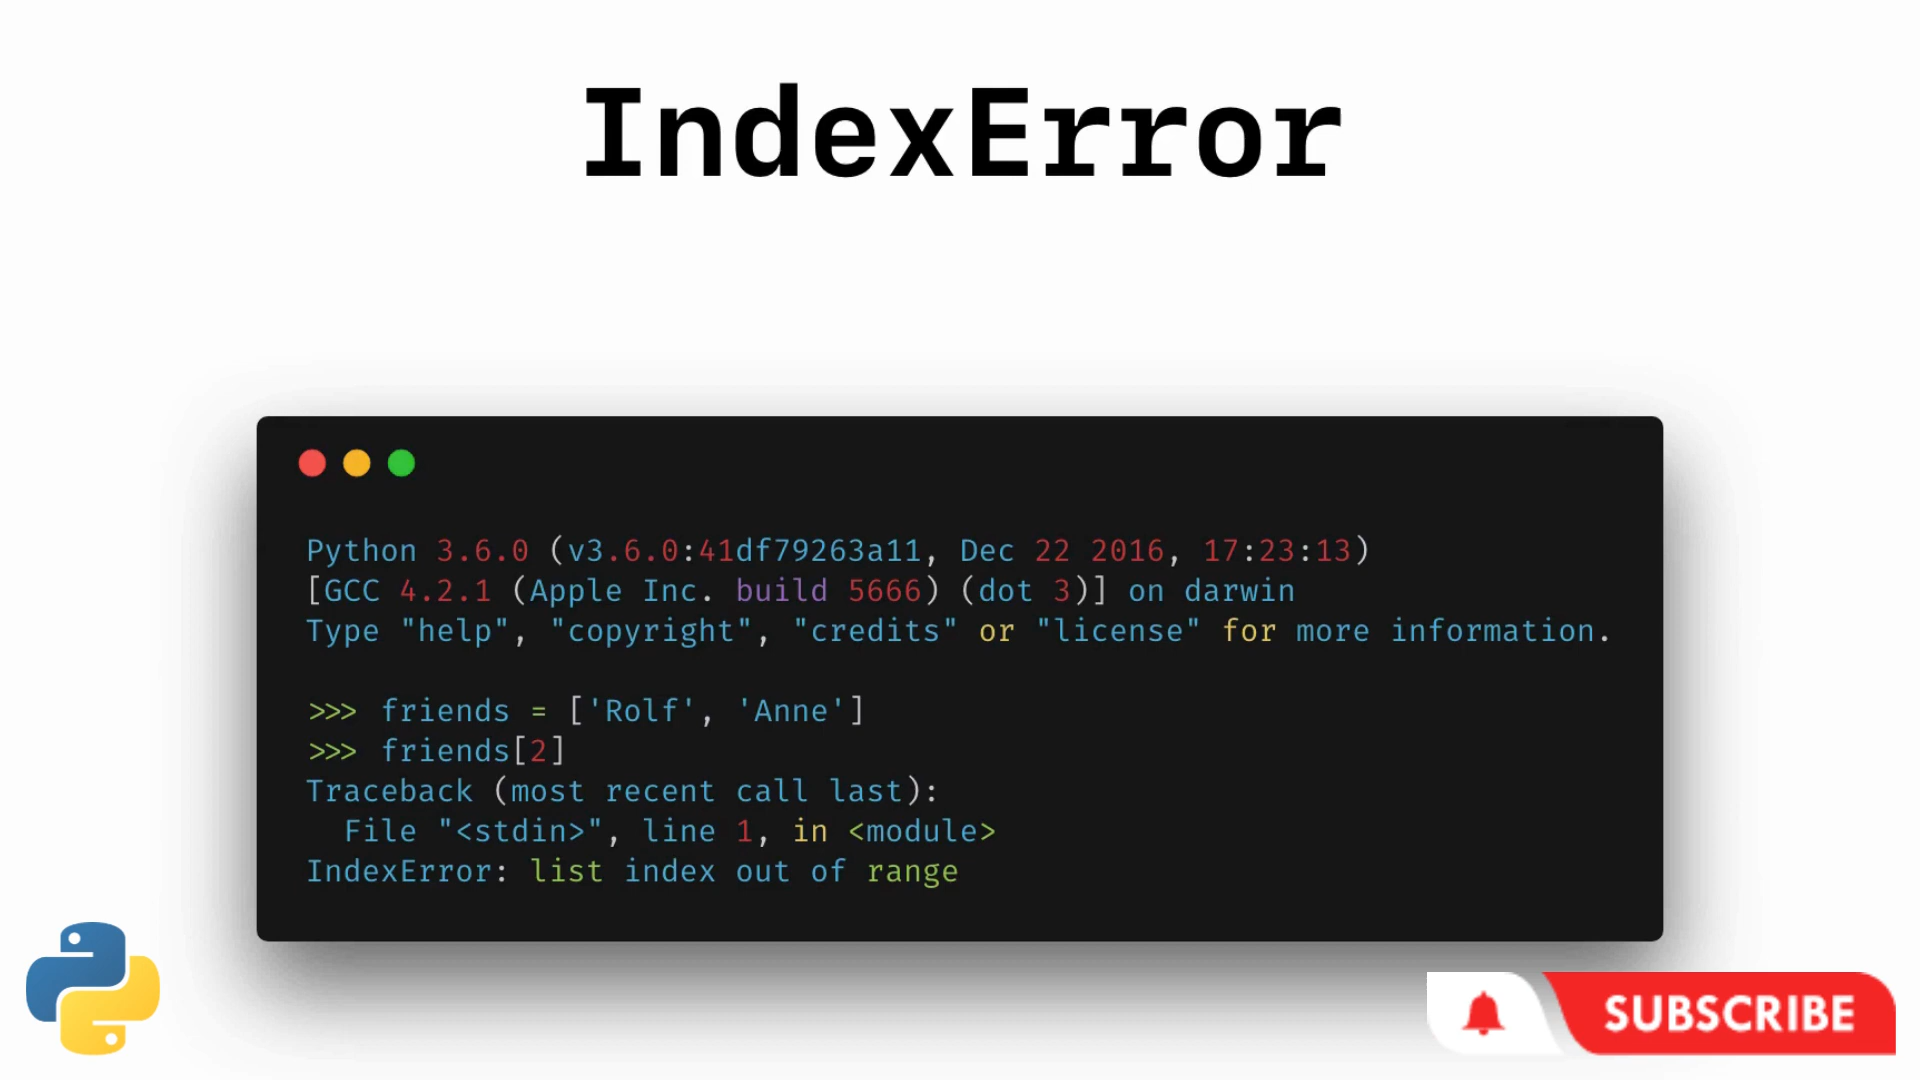 IndexError
Python 3.6.0 (v3.6.0:41df79263a11, Dec 22 2016, 17:23:13)
[GCC 4.2.1 (Apple Inc. build 5666) (dot 3)] on darwin
Type "help", "copyright", "credits" or "license" for more information.
>>> friends = ['Rolf', 'Anne']
>>> friends[2]
Traceback (most recent call last):
  File "<stdin>", line 1, in <module>
IndexError: list index out of range
SUBSCRIBE